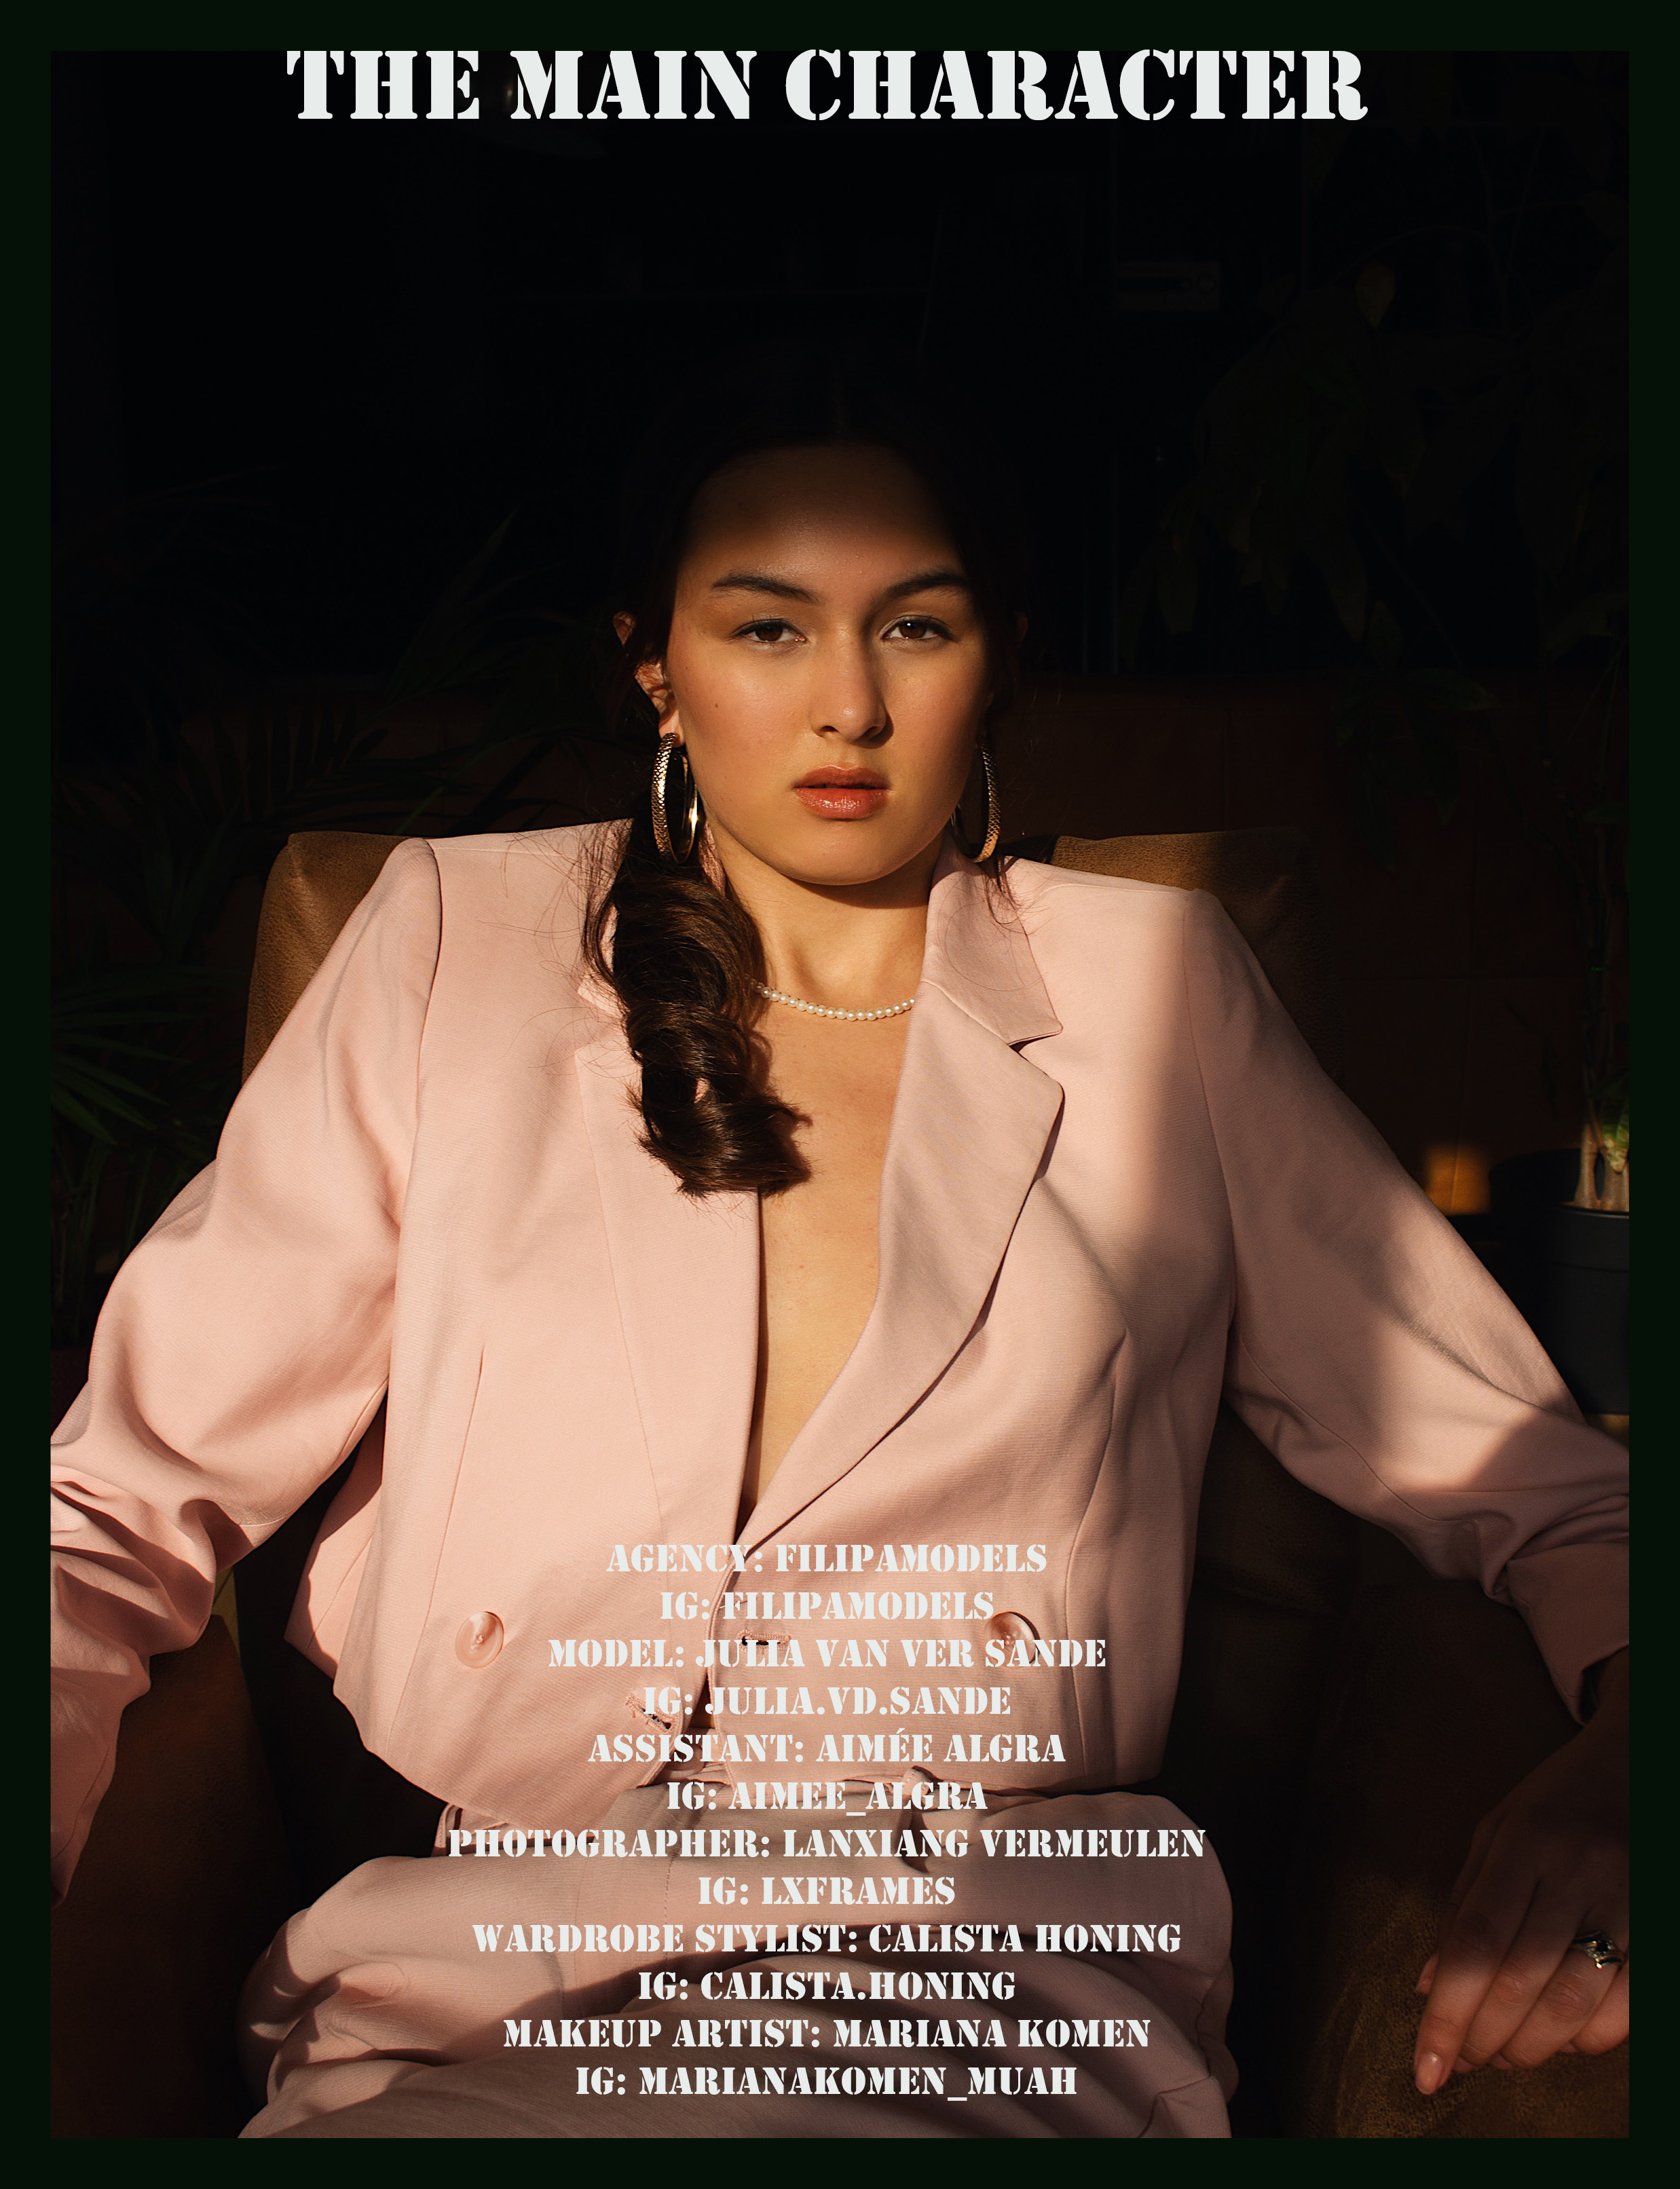 THE MAIN CHARACTER
AGENCY: FILIPAMODELS
IG: FILIPAMODELS
MODEL: JULIA VAN VER SANDE
IG: JULIA.VD.SANDE
ASSISTANT: AIMÉE ALGRA
IG: AIMEE_ALGRA
PHOTOGRAPHER: LANXIANG VERMEULEN
IG: LXFRAMES
WARDROBE STYLIST: CALISTA HONING
IG: CALISTA.HONING
MAKEUP ARTIST: MARIANA KOMEN
IG: MARIANAKOMEN_MUAH